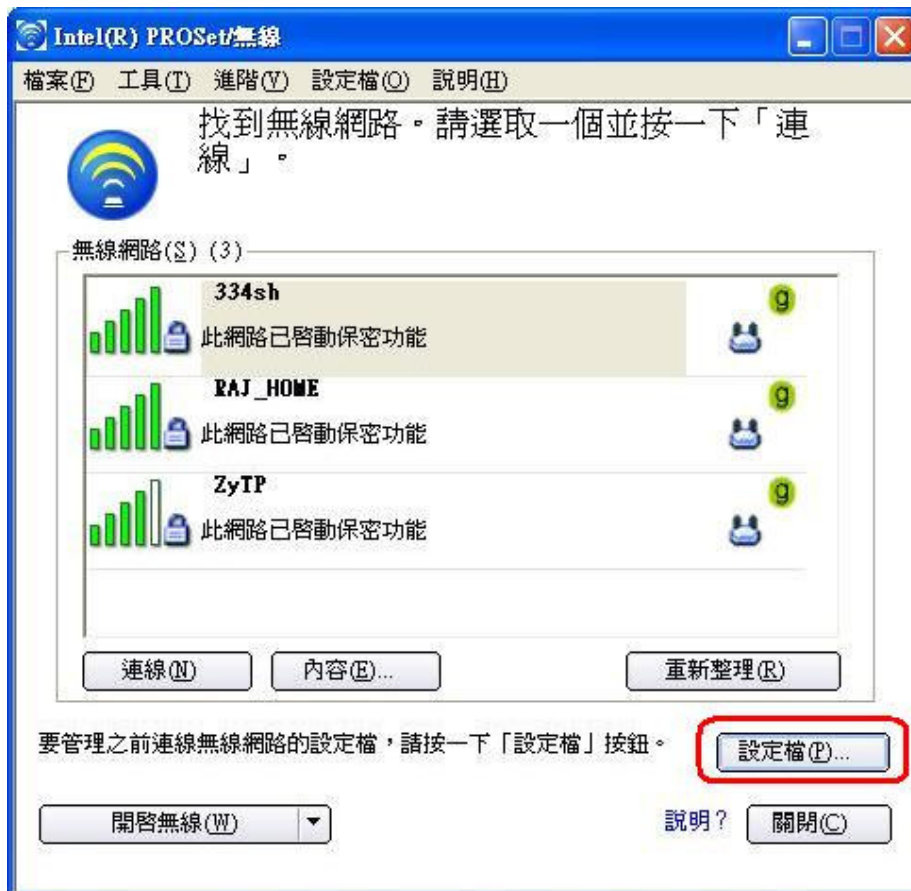 Intel(R) PROSet/無線
檔案(F) 工具(T) 進階(V) 設定檔(O) 說明(H)
找到無線網路。請選取一個並按一下「連
線」。
無線網路(S) (3)
334sh
g
此網路已啓動保密功能
RAJ_HOME
g
此網路已啓動保密功能
ZyTP
g
此網路已啓動保密功能
連線(N) 內容(E)... 重新整理(R)
要管理之前連線無線網路的設定檔，請按一下「設定檔」按鈕。 設定檔(P)...
開啓無線(W) 說明? 關閉(C)